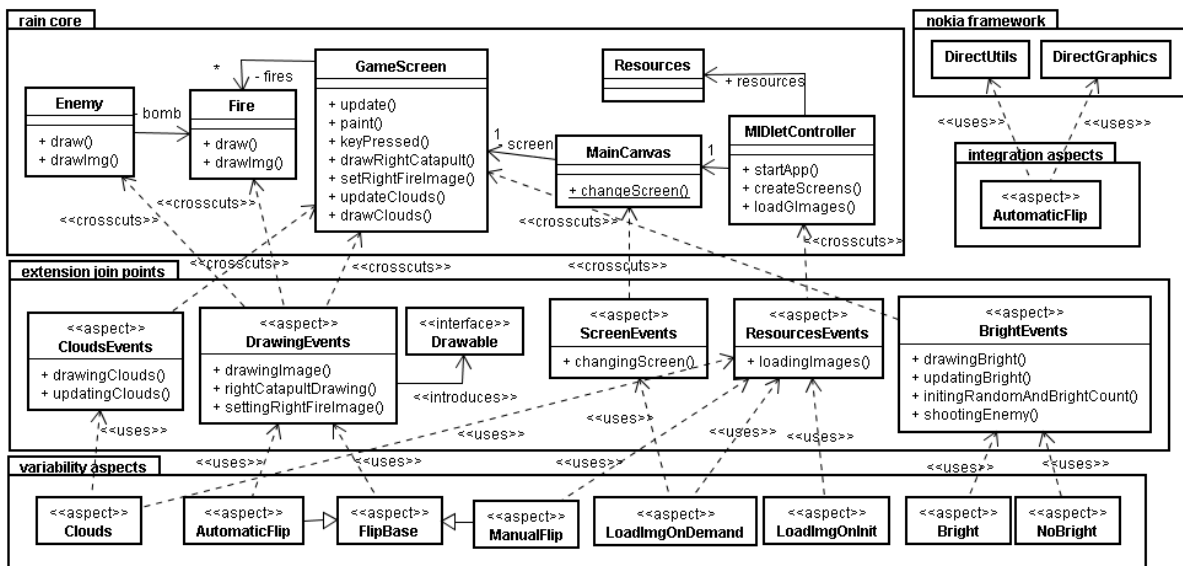 rain core
nokia framework
Enemy
+ draw()
+ drawImg()
- bomb
*
- fires
Fire
+ draw()
+ drawImg()
GameScreen
+ update()
+ paint()
+ keyPressed()
+ drawRightCatapult()
+ setRightFireImage()
+ updateClouds()
+ drawClouds()
1
- screen
Resources
+ resources
MainCanvas
+ changeScreen()
1
MIDletController
+ startApp()
+ createScreens()
+ loadGImages()
DirectUtils
DirectGraphics
<<uses>>
<<uses>>
integration aspects
<<aspect>>
AutomaticFlip
<<crosscuts>>
<<crosscuts>>
<<crosscuts>>
<<crosscuts>>
<<crosscuts>>
<<crosscuts>>
extension join points
<<aspect>>
CloudsEvents
+ drawingClouds()
+ updatingClouds()
<<aspect>>
DrawingEvents
+ drawingImage()
+ rightCatapultDrawing()
+ settingRightFireImage()
<<interface>>
Drawable
<<introduces>>
<<aspect>>
ScreenEvents
+ changingScreen()
<<aspect>>
ResourcesEvents
+ loadingImages()
<<aspect>>
BrightEvents
+ drawingBright()
+ updatingBright()
+ initingRandomAndBrightCount()
+ shootingEnemy()
<<uses>>
<<uses>>
<<uses>>
<<uses>>
<<uses>>
<<uses>>
<<uses>>
<<uses>>
<<uses>>
<<uses>>
variability aspects
<<aspect>>
Clouds
<<aspect>>
AutomaticFlip
<<aspect>>
FlipBase
<<aspect>>
ManualFlip
<<aspect>>
LoadImgOnDemand
<<aspect>>
LoadImgOnInit
<<aspect>>
Bright
<<aspect>>
NoBright